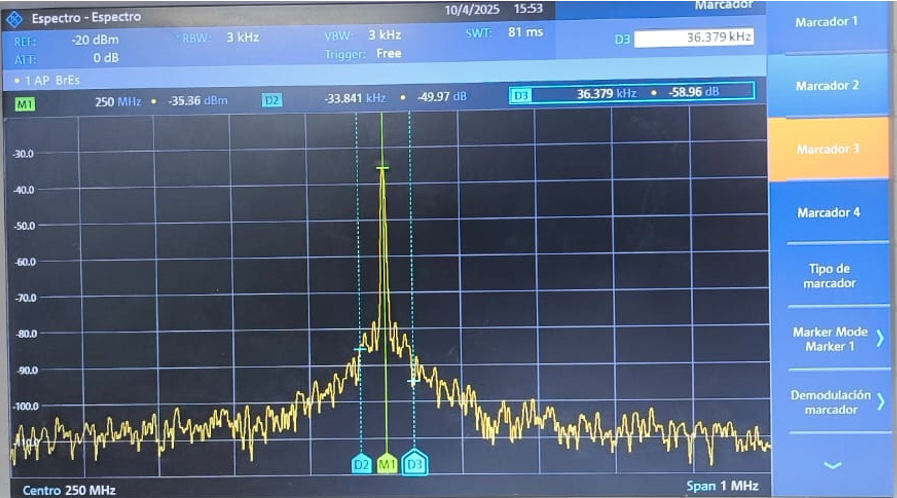 Espectro - Espectro
10/4/2025 15:53
Marcador
REF: -20 dBm
*RBW: 3 kHz
VBW: 3 kHz
SWT: 81 ms
D3 36.379 kHz
ATT: 0 dB
Trigger: Free
• 1 AP BrEs
M1 250 MHz • -35.36 dBm
D2 -33.841 kHz • -49.97 dB
D3 36.379 kHz • -58.96 dB
-30.0
-40.0
-50.0
-60.0
-70.0
-80.0
-90.0
-100.0
-110.0
D2 M1 D3
Centro 250 MHz
Span 1 MHz
Marcador 1
Marcador 2
Marcador 3
Marcador 4
Tipo de
marcador
Marker Mode
Marker 1
Demodulación
marcador